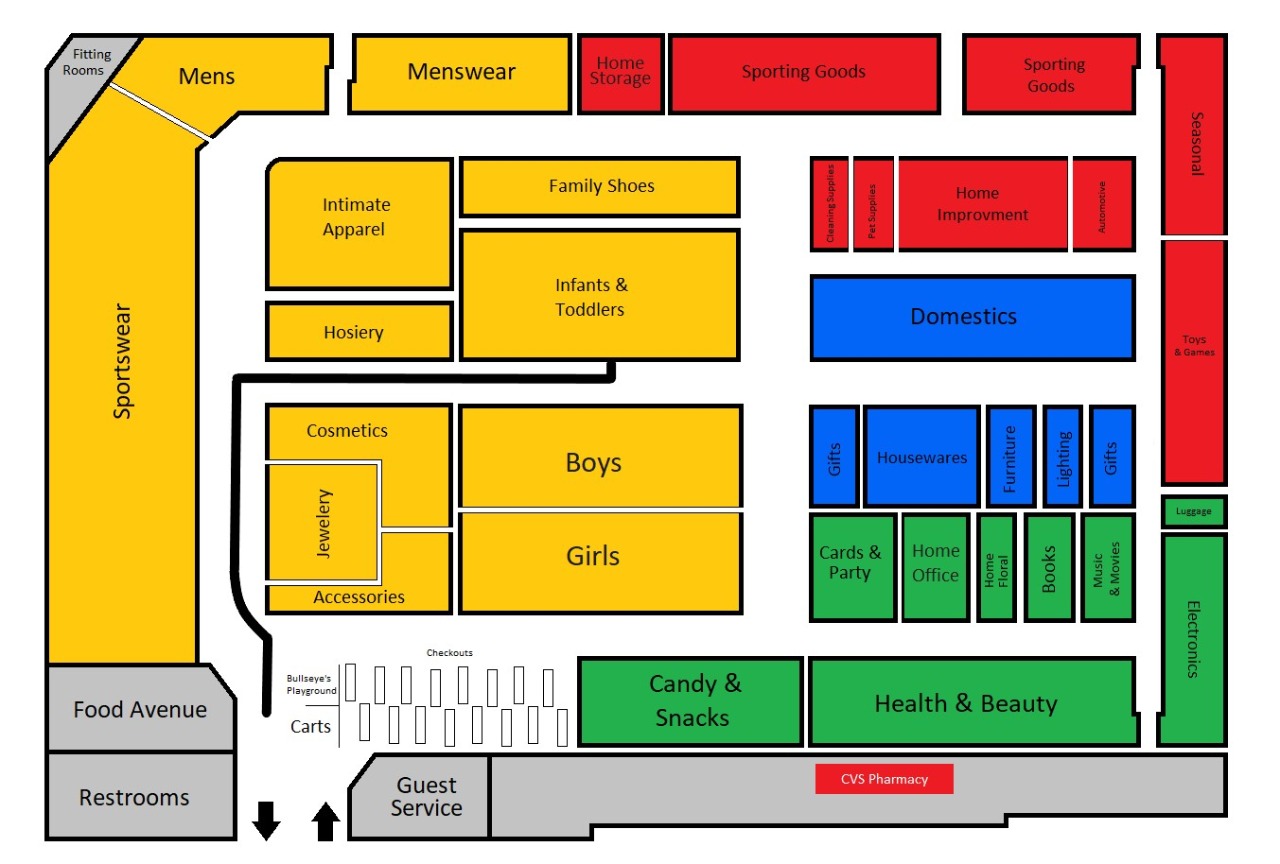 Fitting
Rooms
Mens
Menswear
Home
Storage
Sporting Goods
Sporting
Goods
Seasonal
Intimate
Apparel
Family Shoes
Cleaning Supplies
Pet Supplies
Home
Improvment
Automotive
Infants &
Toddlers
Hosiery
Domestics
Toys
& Games
Sportswear
Cosmetics
Jewelery
Accessories
Boys
Girls
Gifts
Housewares
Furniture
Lighting
Gifts
Luggage
Cards &
Party
Home
Office
Home
Floral
Books
Music
& Movies
Electronics
Checkouts
Bullseye's
Playground
Carts
Candy &
Snacks
Health & Beauty
Food Avenue
Restrooms
Guest
Service
CVS Pharmacy